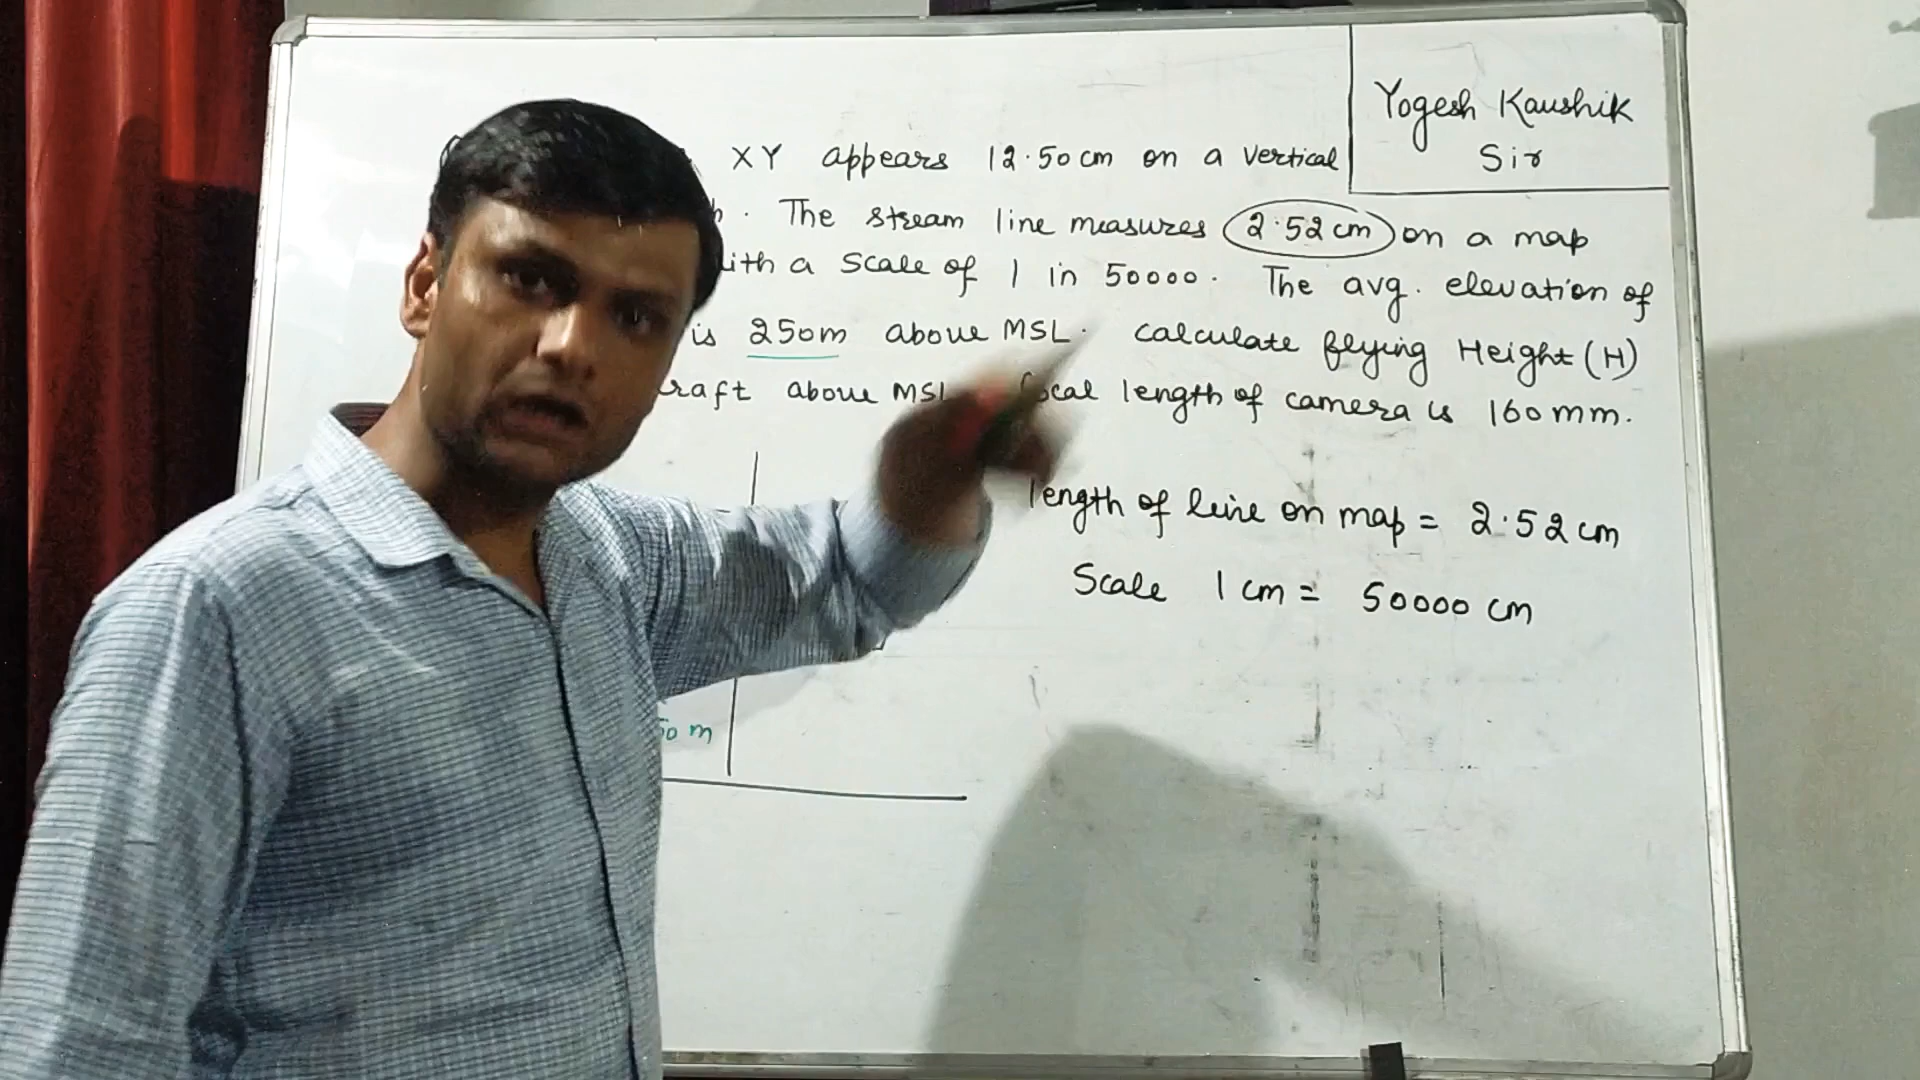 Yogesh Kaushik
Sir
XY appears 12.50 cm on a vertical
. The stream line measures 2.52 cm on a map
with a scale of 1 in 50000. The avg. elevation of
is 250m above MSL. calculate flying Height (H)
above MSL focal length of camera is 160 mm.
length of line on map = 2.52 cm
Scale 1 cm = 50000 cm
m